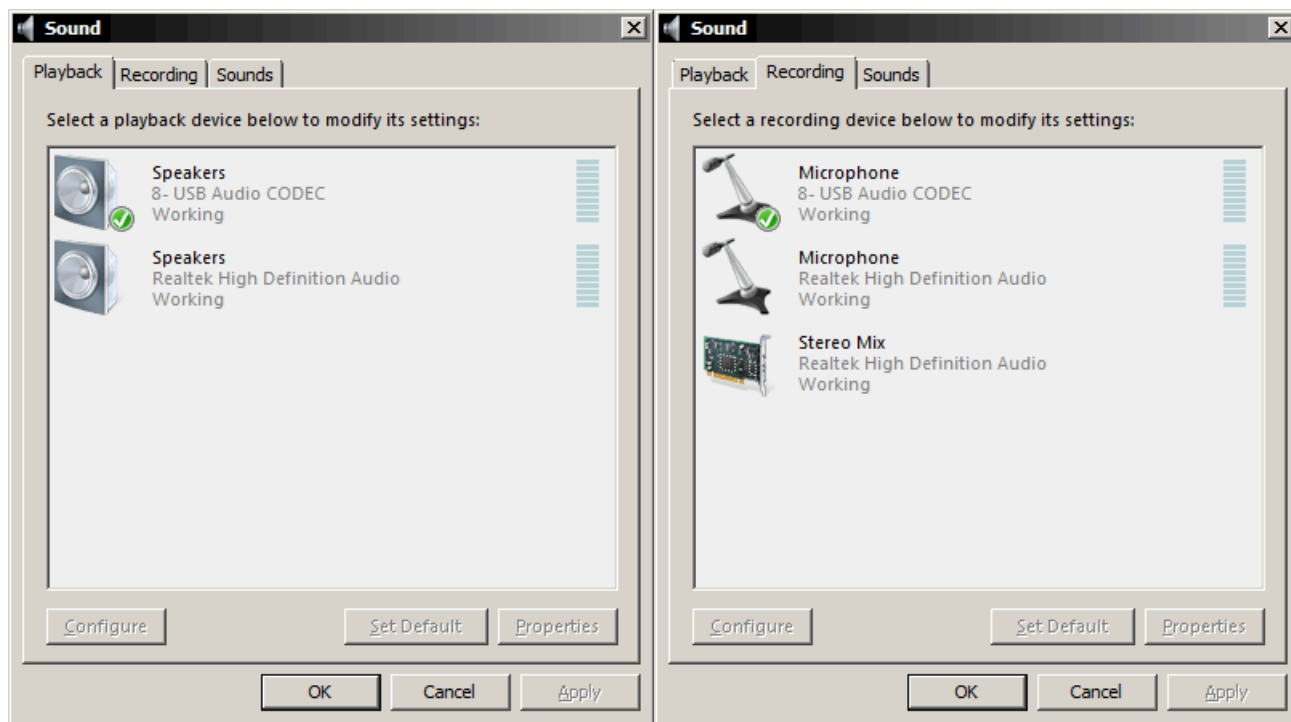 Sound
Playback
Recording
Sounds
Select a playback device below to modify its settings:
Speakers
8- USB Audio CODEC
Working
Speakers
Realtek High Definition Audio
Working
Configure
Set Default
Properties
OK
Cancel
Apply
Sound
Playback
Recording
Sounds
Select a recording device below to modify its settings:
Microphone
8- USB Audio CODEC
Working
Microphone
Realtek High Definition Audio
Working
Stereo Mix
Realtek High Definition Audio
Working
Configure
Set Default
Properties
OK
Cancel
Apply